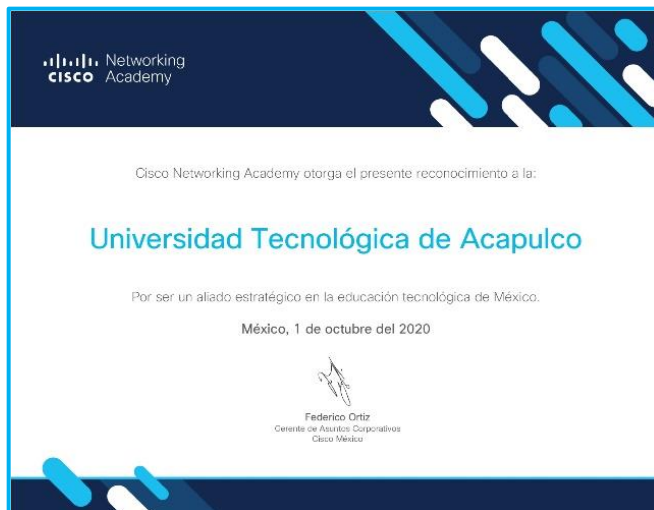 Networking
CISCO Academy
Cisco Networking Academy otorga el presente reconocimiento a la:
Universidad Tecnológica de Acapulco
Por ser un aliado estratégico en la educación tecnológica de México.
México, 1 de octubre del 2020
Federico Ortiz
Gerente de Asuntos Corporativos
Cisco México